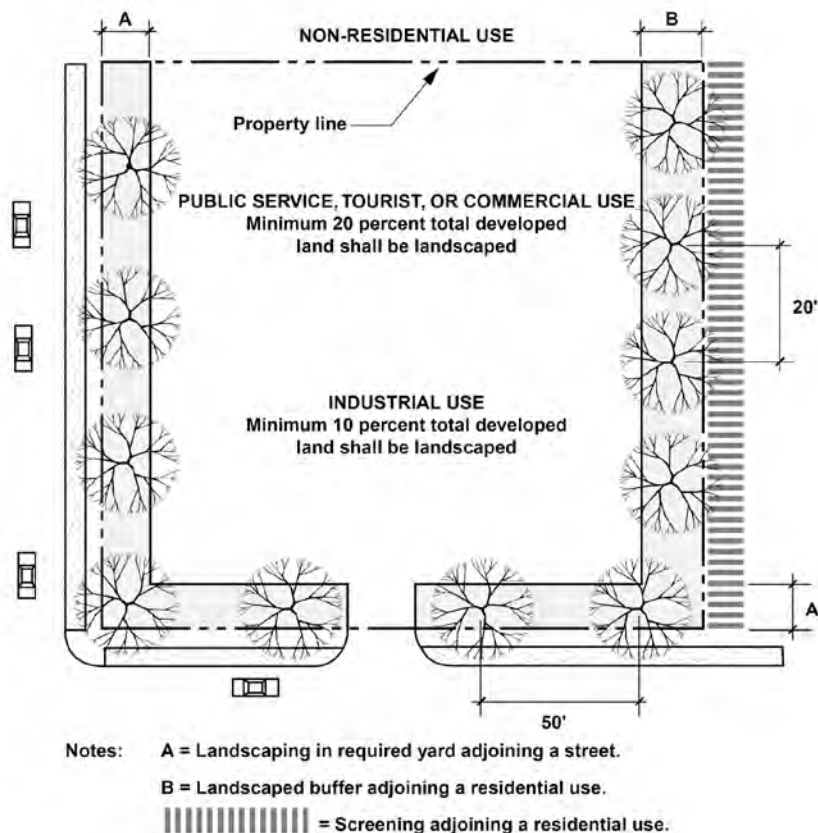 A
B
NON-RESIDENTIAL USE
Property line
PUBLIC SERVICE, TOURIST, OR COMMERCIAL USE
Minimum 20 percent total developed
land shall be landscaped
20'
INDUSTRIAL USE
Minimum 10 percent total developed
land shall be landscaped
A
50'
Notes: A = Landscaping in required yard adjoining a street.
B = Landscaped buffer adjoining a residential use.
= Screening adjoining a residential use.